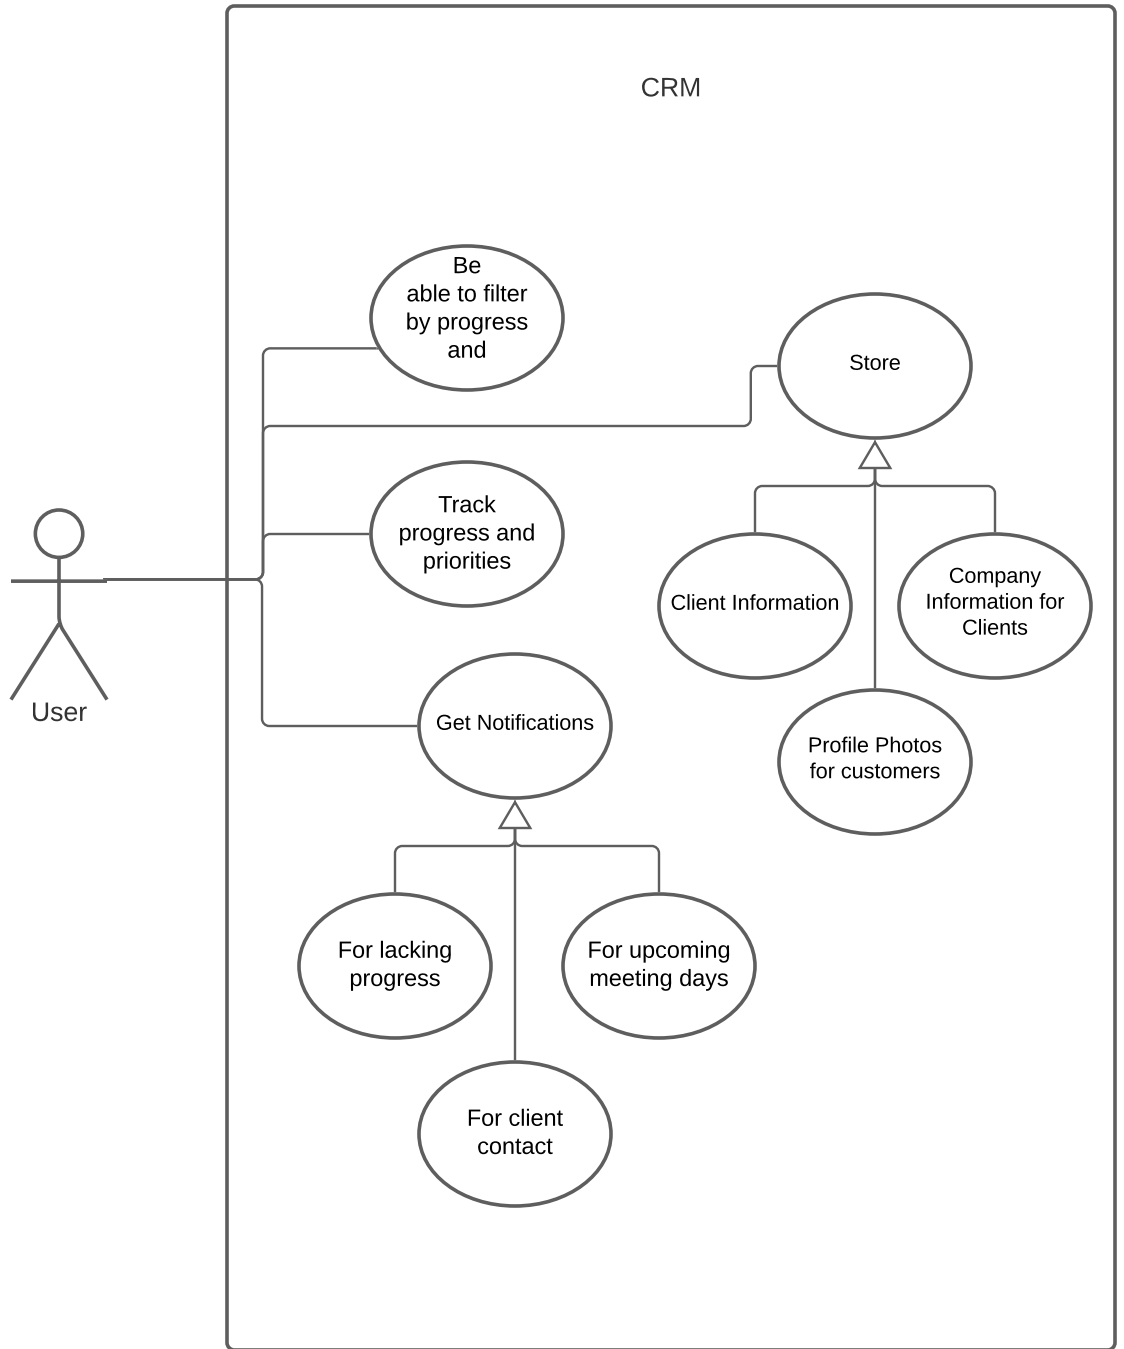 CRM
Be
able to filter
by progress
and
Store
Track
progress and
priorities
Client Information
Company
Information for
Clients
User
Get Notifications
Profile Photos
for customers
For lacking
progress
For upcoming
meeting days
For client
contact